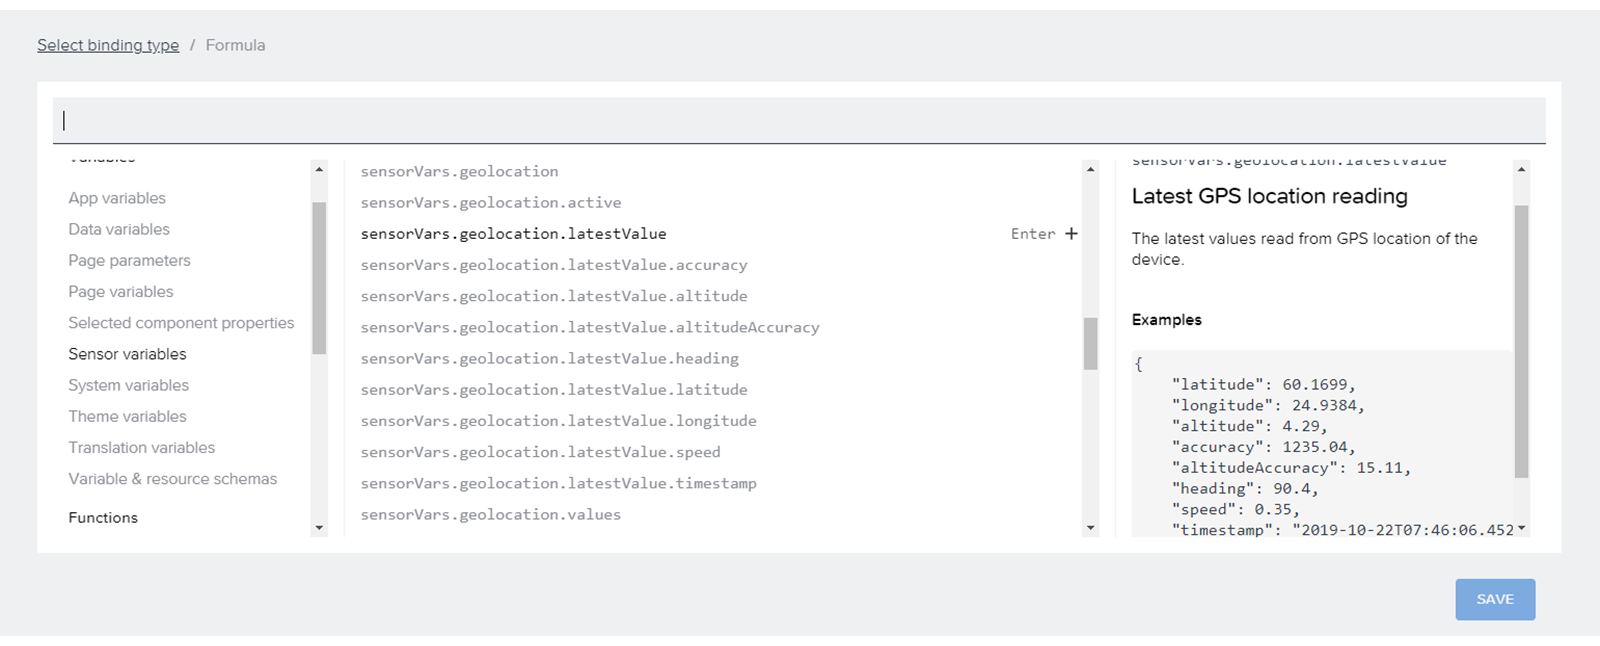 Select binding type / Formula
Variables
App variables
Data variables
Page parameters
Page variables
Selected component properties
Sensor variables
System variables
Theme variables
Translation variables
Variable & resource schemas
Functions
sensorVars.geolocation
sensorVars.geolocation.active
sensorVars.geolocation.latestValue Enter +
sensorVars.geolocation.latestValue.accuracy
sensorVars.geolocation.latestValue.altitude
sensorVars.geolocation.latestValue.altitudeAccuracy
sensorVars.geolocation.latestValue.heading
sensorVars.geolocation.latestValue.latitude
sensorVars.geolocation.latestValue.longitude
sensorVars.geolocation.latestValue.speed
sensorVars.geolocation.latestValue.timestamp
sensorVars.geolocation.values
sensorVars.geolocation.latestValue
Latest GPS location reading
The latest values read from GPS location of the
device.
Examples
{
"latitude": 60.1699,
"longitude": 24.9384,
"altitude": 4.29,
"accuracy": 1235.04,
"altitudeAccuracy": 15.11,
"heading": 90.4,
"speed": 0.35,
"timestamp": "2019-10-22T07:46:06.452
SAVE